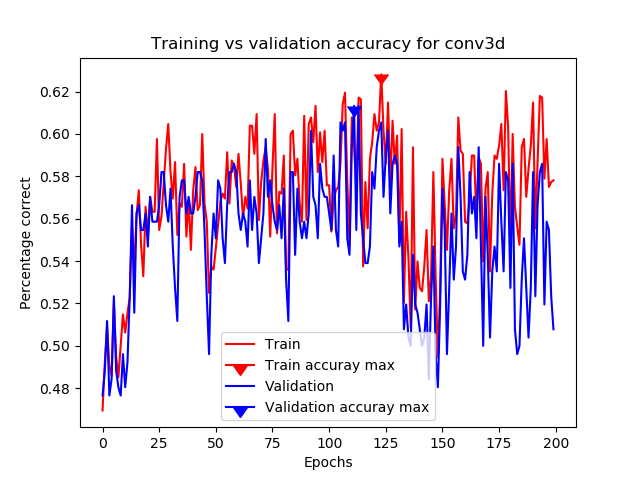 Training vs validation accuracy for conv3d
Percentage correct
0.62
0.60
0.58
0.56
0.54
0.52
0.50
0.48
Train
Train accuray max
Validation
Validation accuray max
0 25 50 75 100 125 150 175 200
Epochs